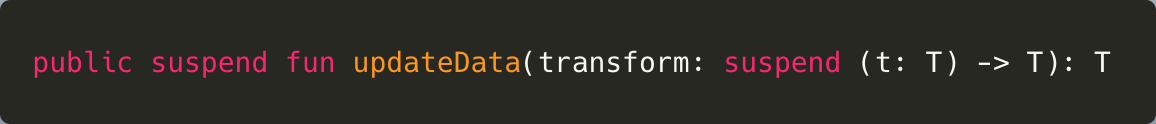 public suspend fun updateData(transform: suspend (t: T) -> T): T